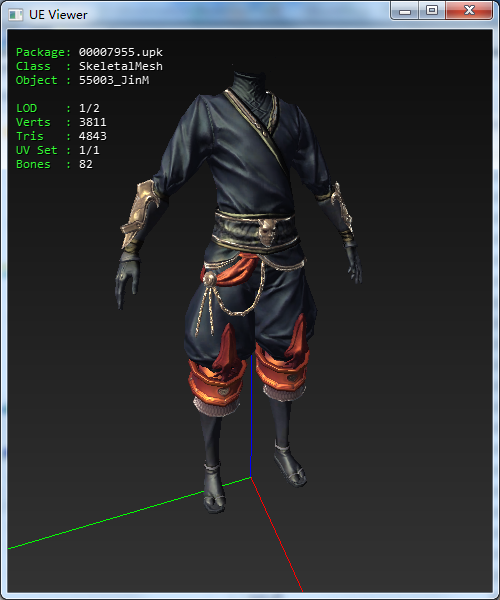 UE Viewer
Package: 00007955.upk
Class  : SkeletalMesh
Object : 55003_JinM
LOD    : 1/2
Verts  : 3811
Tris   : 4843
UV Set : 1/1
Bones  : 82